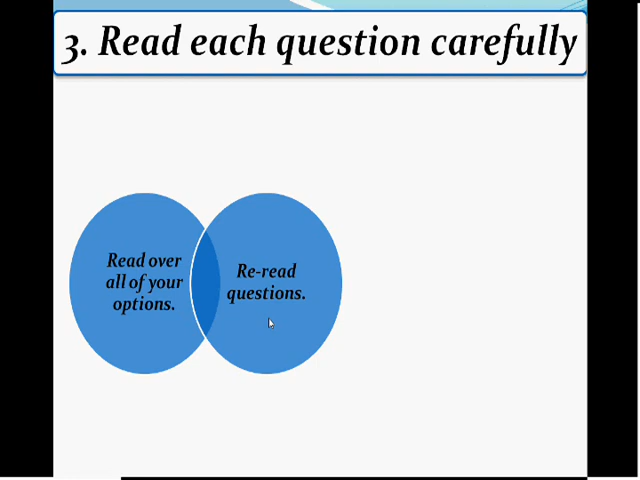 3. Read each question carefully
Read over
all of your
options.
Re-read
questions.